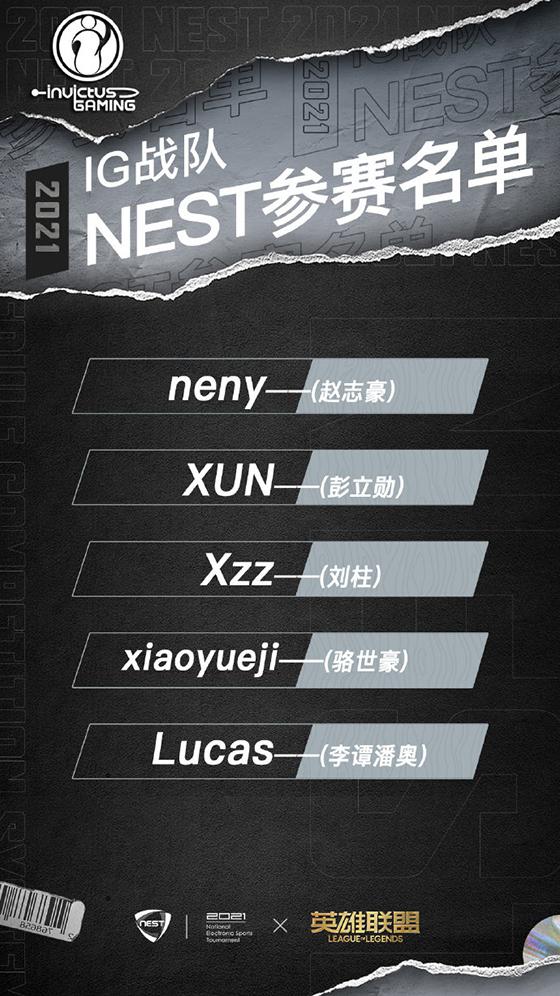 invictus
GAMING
2021
IG战队
NEST参赛名单
neny——(赵志豪)
XUN——(彭立勋)
Xzz——(刘柱)
xiaoyueji——(骆世豪)
Lucas——(李谭潘奥)
NEST
2021
National
Electronic Sports
Tournament
×
英雄联盟
LEAGUE OF LEGENDS